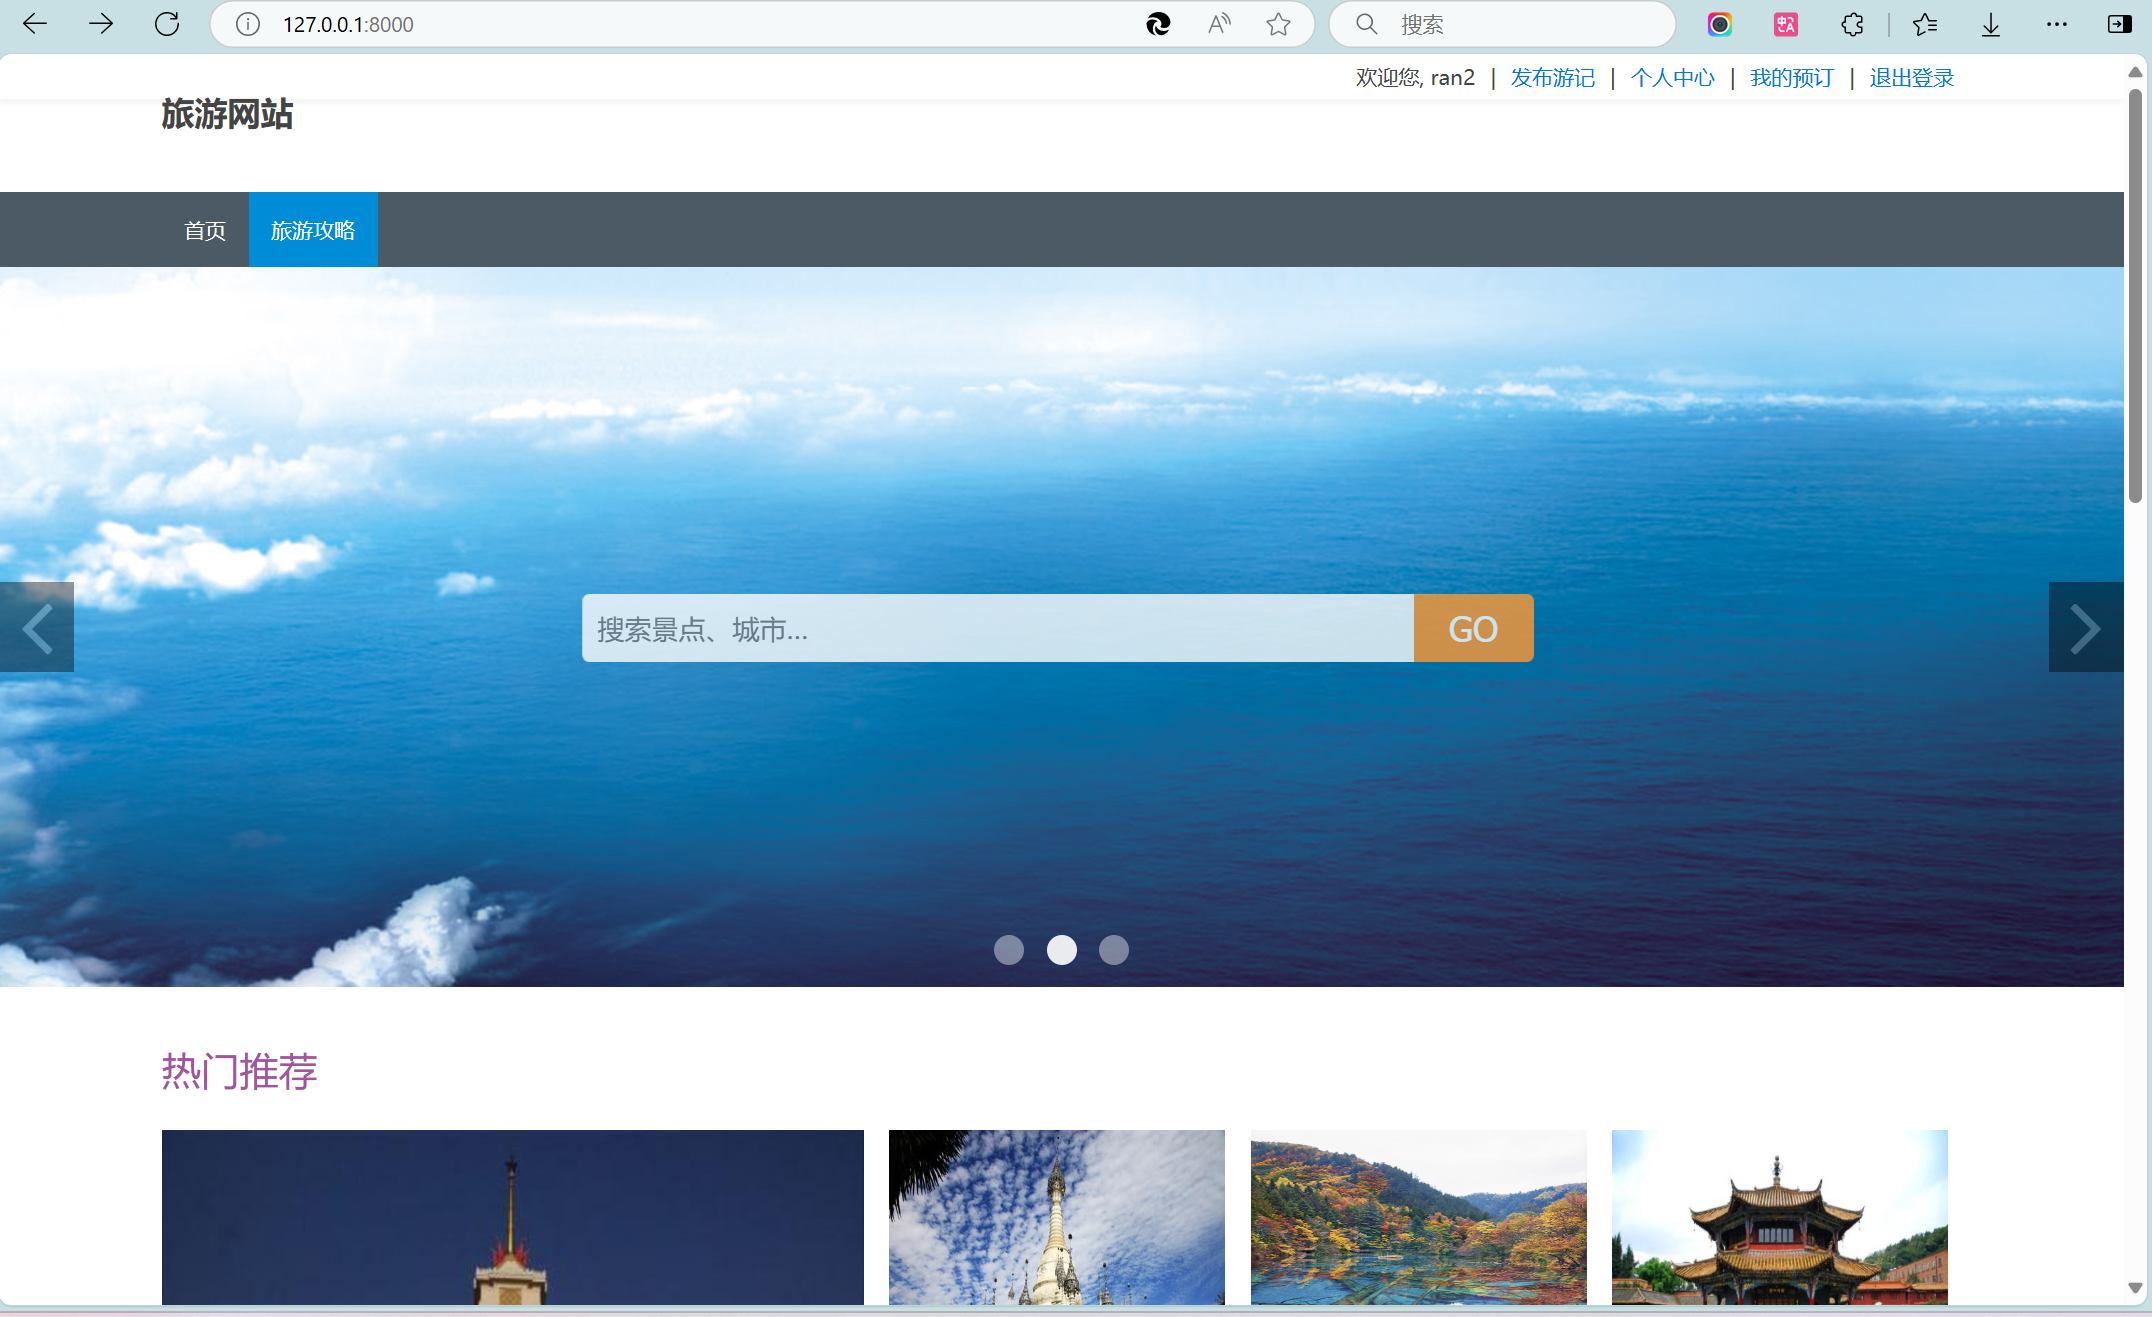 127.0.0.1:8000
搜索
欢迎您, ran2 | 发布游记 | 个人中心 | 我的预订 | 退出登录
旅游网站
首页 旅游攻略
搜索景点、城市... GO
热门推荐